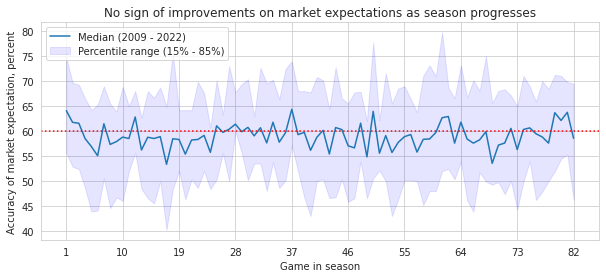 No sign of improvements on market expectations as season progresses
Median (2009 - 2022)
Percentile range (15% - 85%)
Accuracy of market expectation, percent
80
75
70
65
60
55
50
45
40
1 10 19 28 37 46 55 64 73 82
Game in season